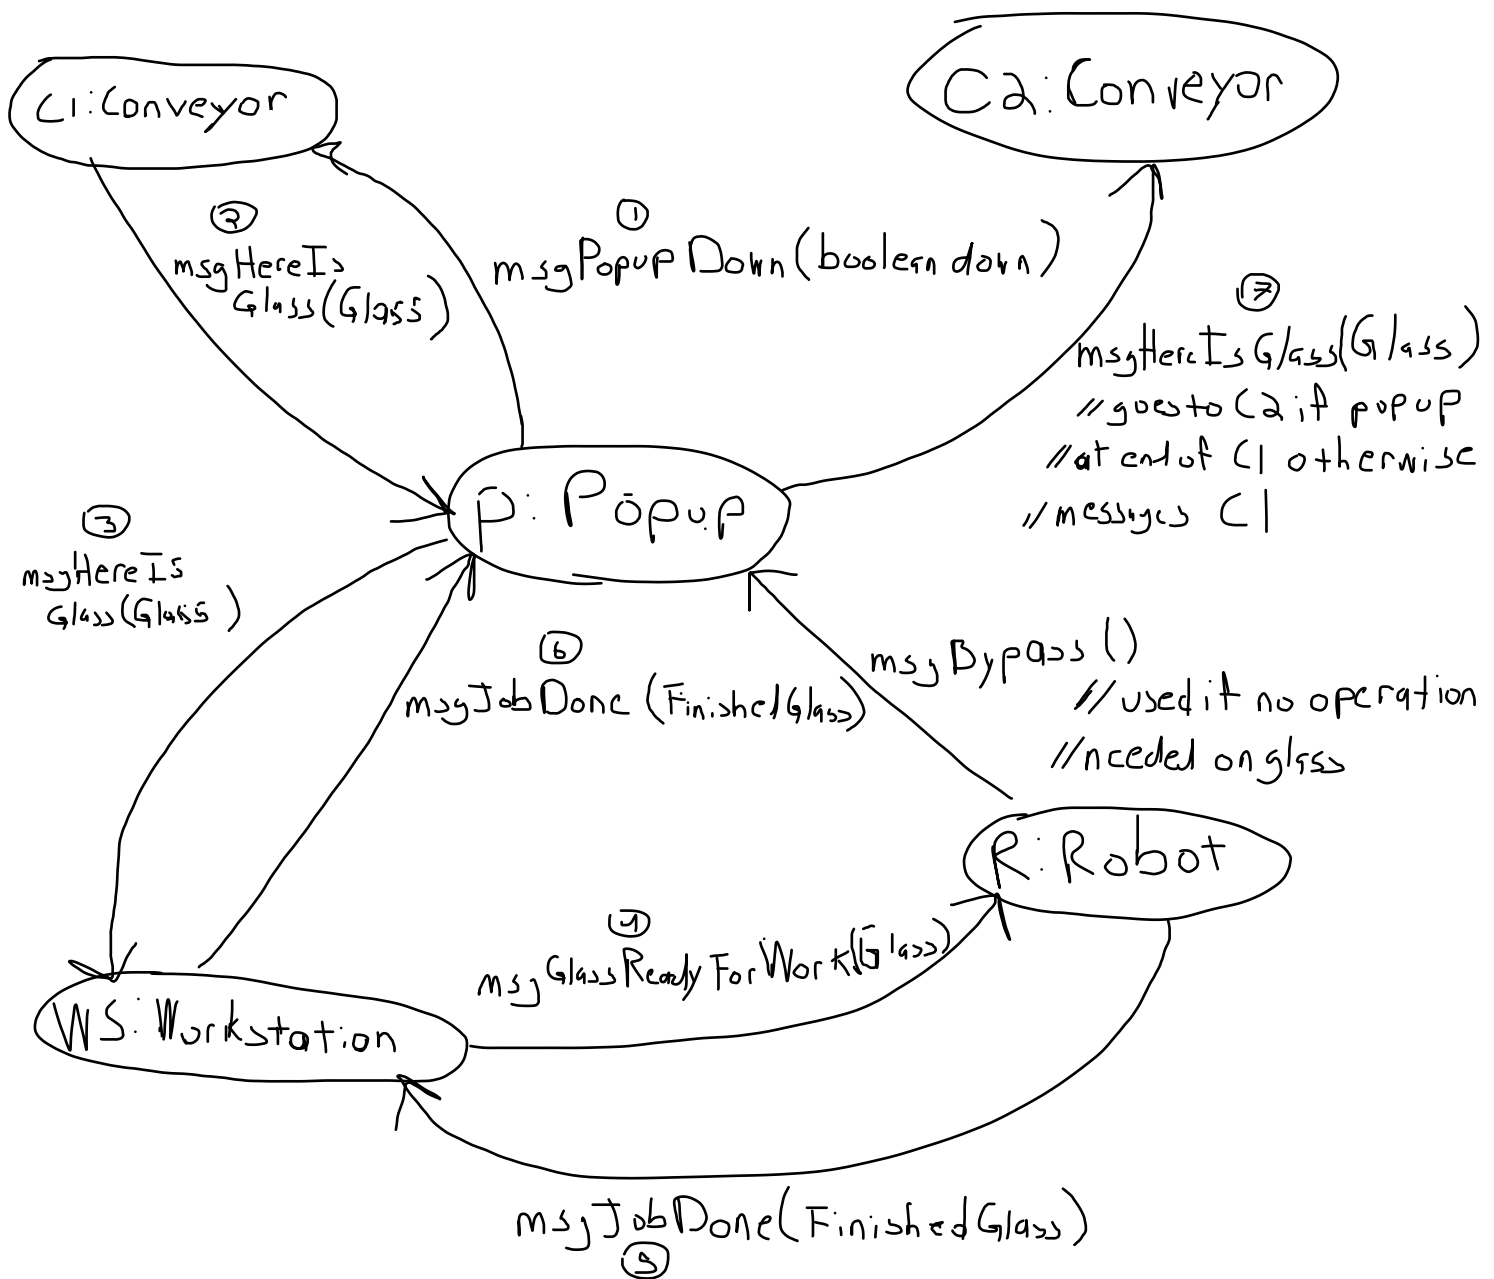 C1:Conveyor
C2:Conveyor
2
msgHereIs
Glass(Glass)
1
msgPopupDown(boolean down)
7
msgHereIsGlass(Glass)
//goes to C2 if popup
//at end of C1 otherwise
//messages C1
P:Popup
3
msgHereIs
Glass(Glass)
6
msgJobDone(FinishedGlass)
msgBypass()
//used if no operation
//needed on glass
R:Robot
4
msgGlassReadyForWork(Glass)
WS:Workstation
msgJobDone(FinishedGlass)
5